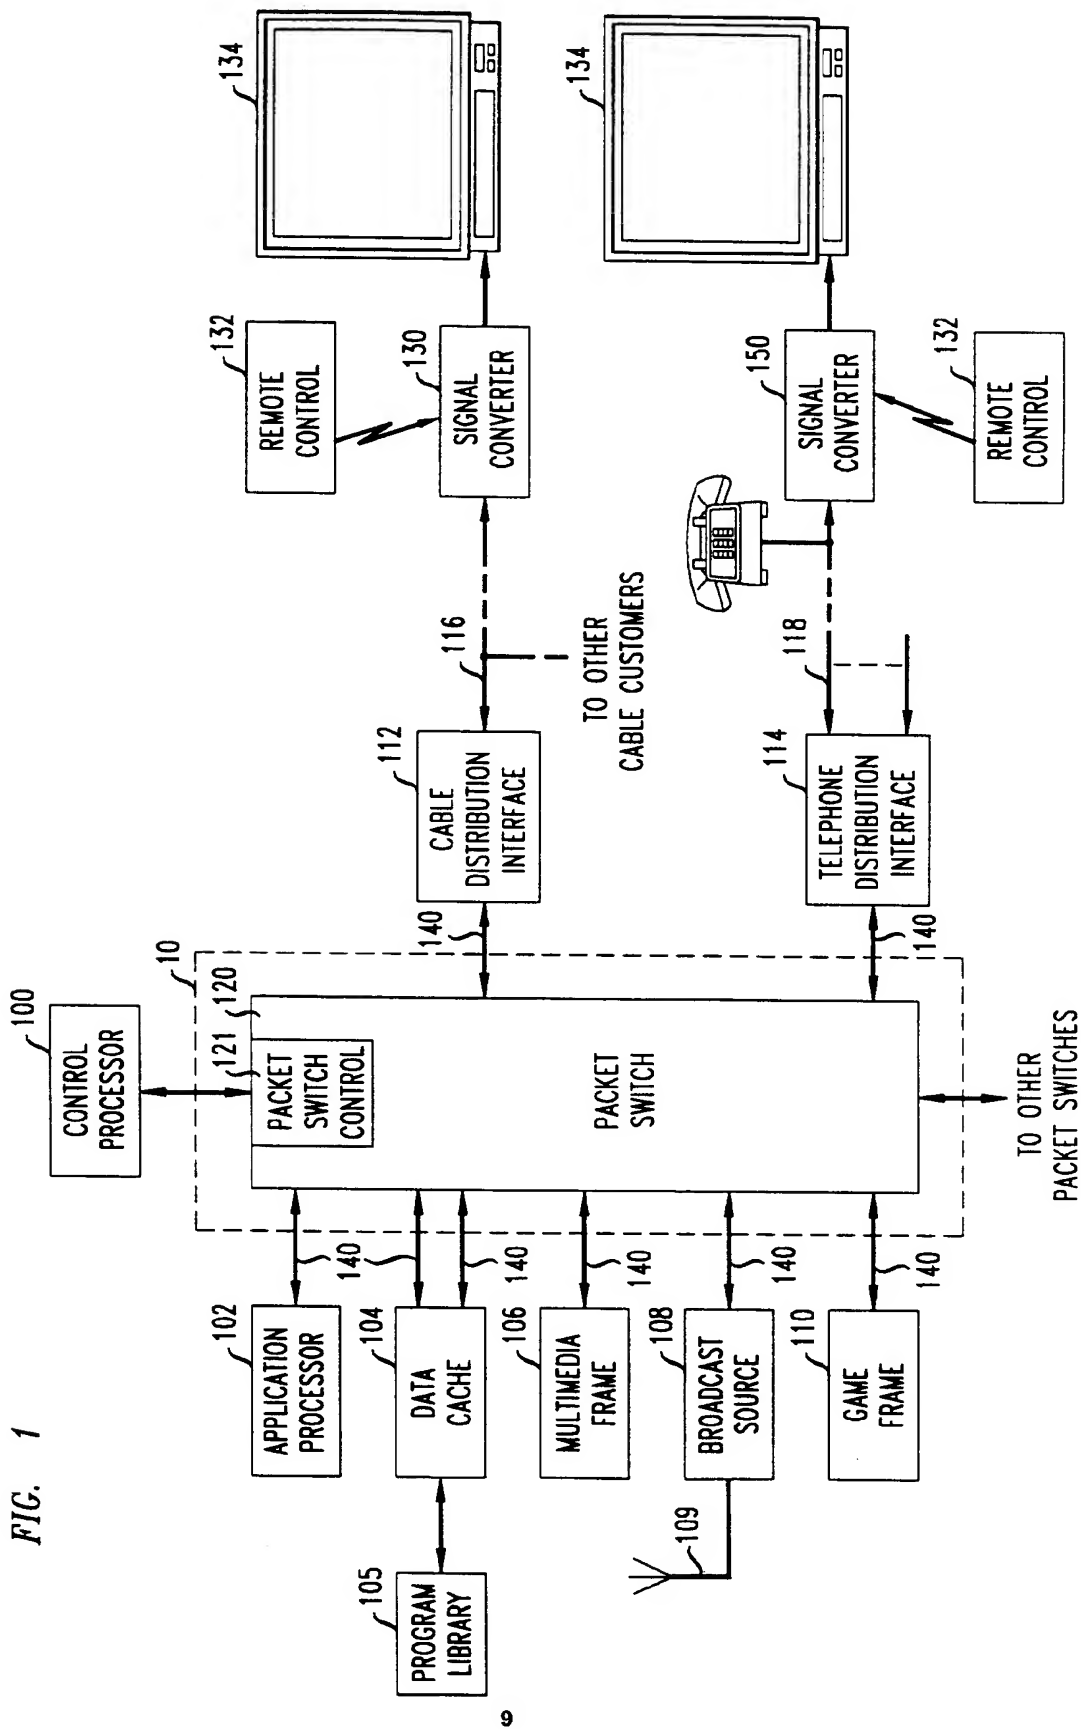 FIG. 1
100
CONTROL
PROCESSOR
10
121
120
PACKET
SWITCH
CONTROL
PACKET
SWITCH
TO OTHER
PACKET SWITCHES
102
APPLICATION
PROCESSOR
140
105
PROGRAM
LIBRARY
104
DATA
CACHE
140
140
106
MULTIMEDIA
FRAME
140
109
108
BROADCAST
SOURCE
140
110
GAME
FRAME
140
140
112
CABLE
DISTRIBUTION
INTERFACE
116
TO OTHER
CABLE CUSTOMERS
132
REMOTE
CONTROL
130
SIGNAL
CONVERTER
134
140
114
TELEPHONE
DISTRIBUTION
INTERFACE
118
150
SIGNAL
CONVERTER
132
REMOTE
CONTROL
134
9